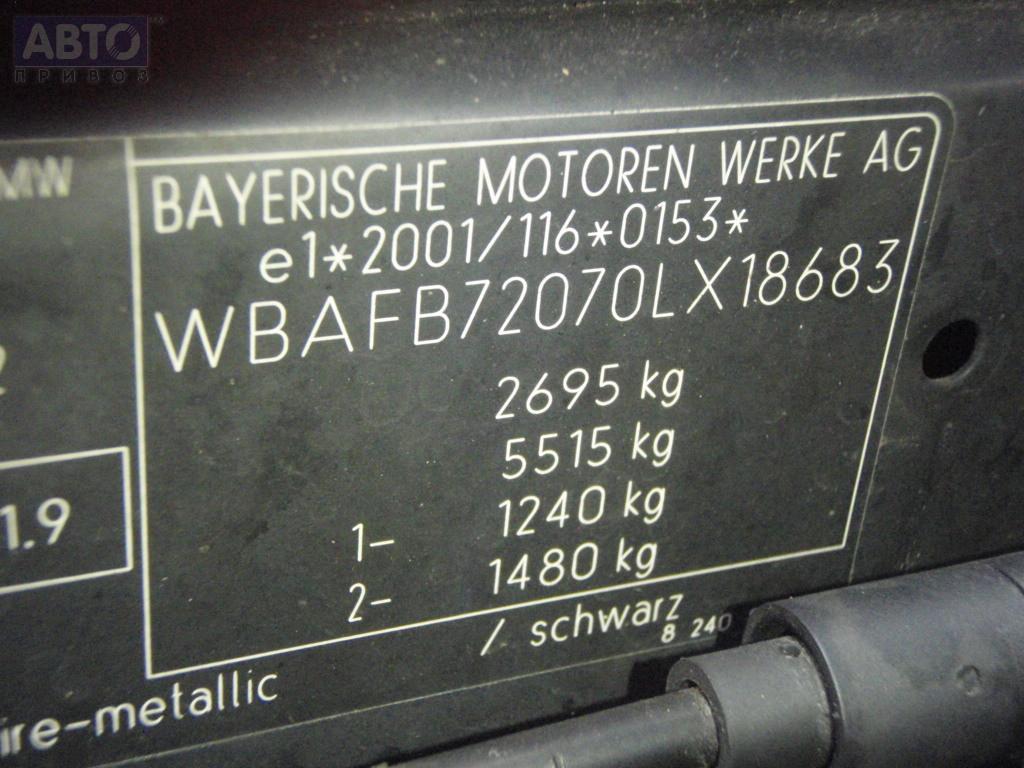 АВТО
ПРИВОЗ
MW
BAYERISCHE MOTOREN WERKE AG
e1*2001/116*0153*
WBAFB72070LX18683
2695 kg
5515 kg
1- 1240 kg
1.9
2- 1480 kg
/ schwarz
8 240
ire-metallic